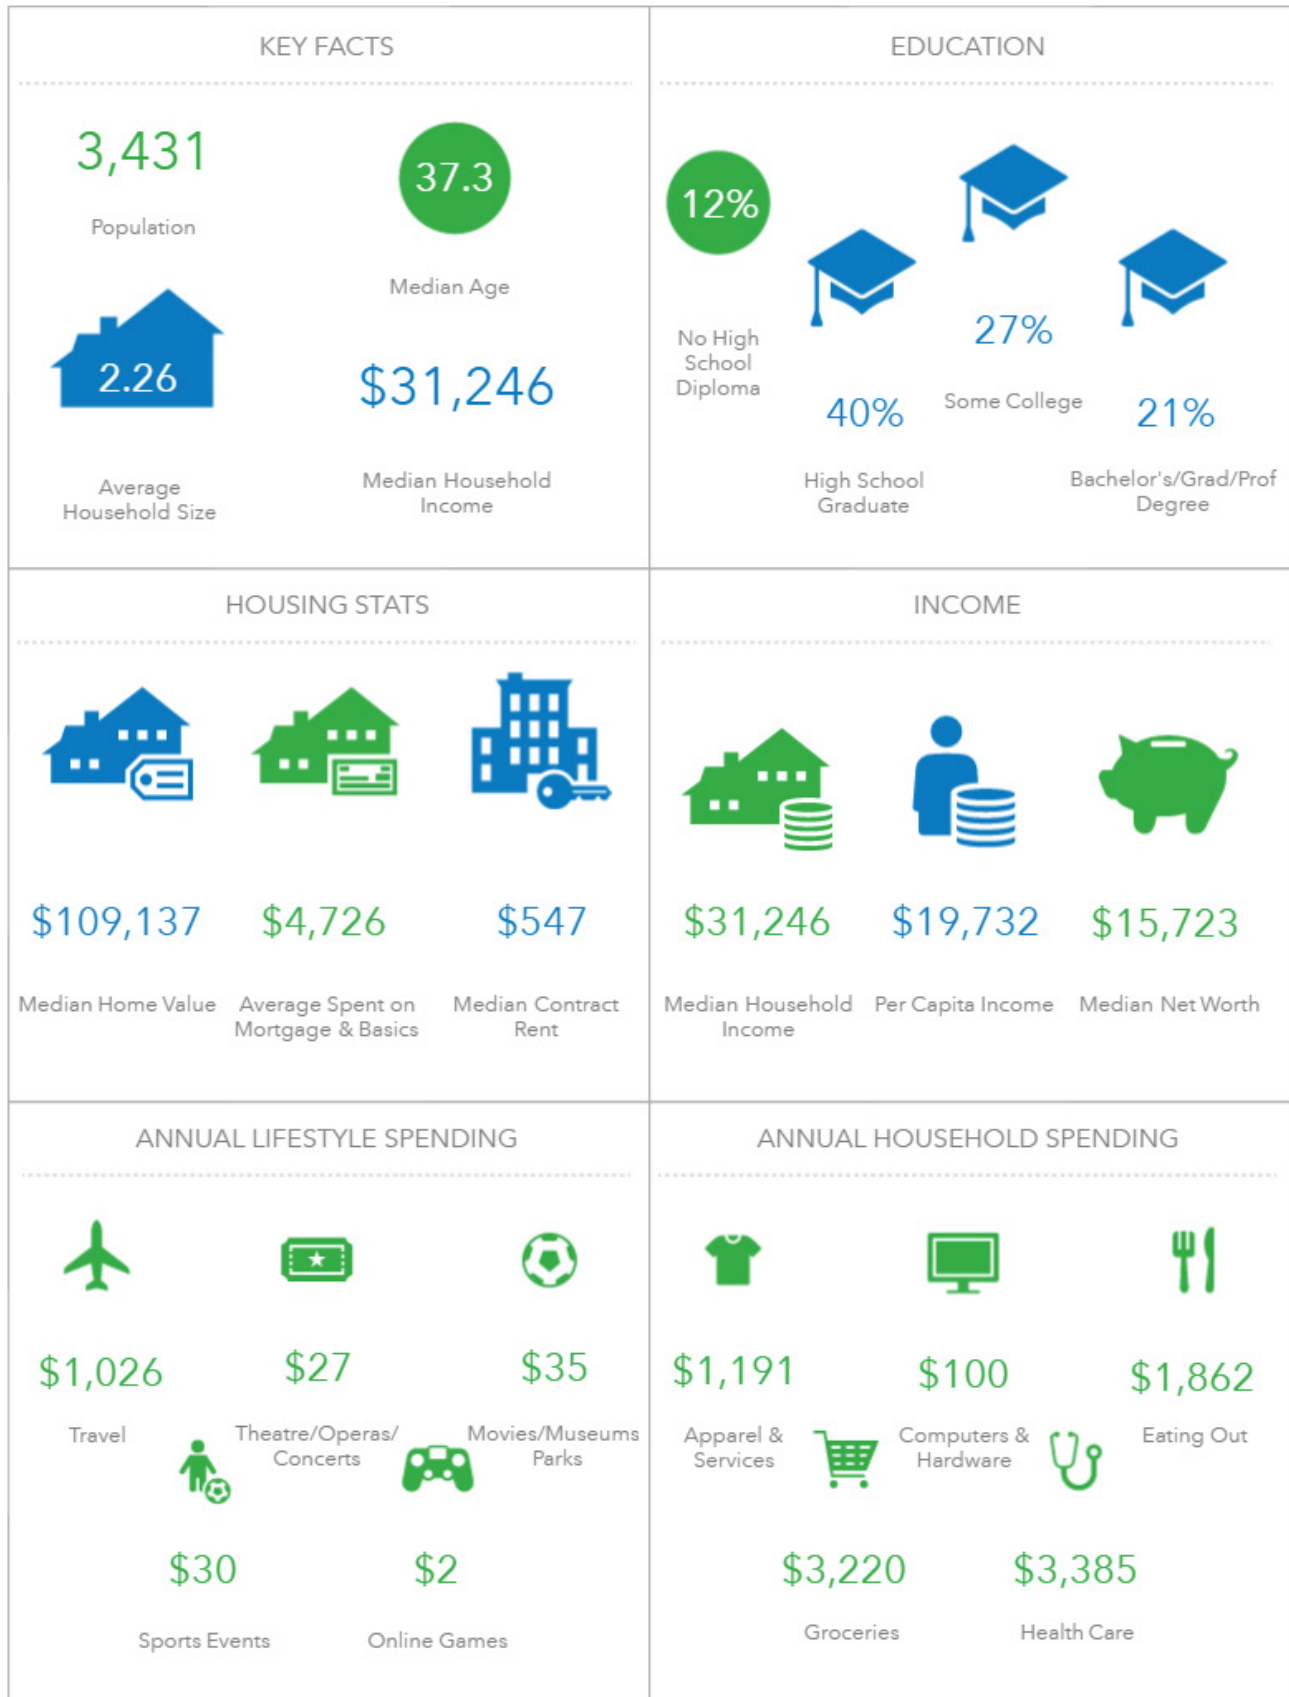 KEY FACTS
3,431
Population
37.3
Median Age
2.26
Average
Household Size
$31,246
Median Household
Income
EDUCATION
12%
No High
School
Diploma
40%
High School
Graduate
27%
Some College
21%
Bachelor's/Grad/Prof
Degree
HOUSING STATS
$109,137
Median Home Value
$4,726
Average Spent on
Mortgage & Basics
$547
Median Contract
Rent
INCOME
$31,246
Median Household
Income
$19,732
Per Capita Income
$15,723
Median Net Worth
ANNUAL LIFESTYLE SPENDING
$1,026
Travel
$27
Theatre/Operas/
Concerts
$35
Movies/Museums
Parks
$30
Sports Events
$2
Online Games
ANNUAL HOUSEHOLD SPENDING
$1,191
Apparel &
Services
$100
Computers &
Hardware
$1,862
Eating Out
$3,220
Groceries
$3,385
Health Care